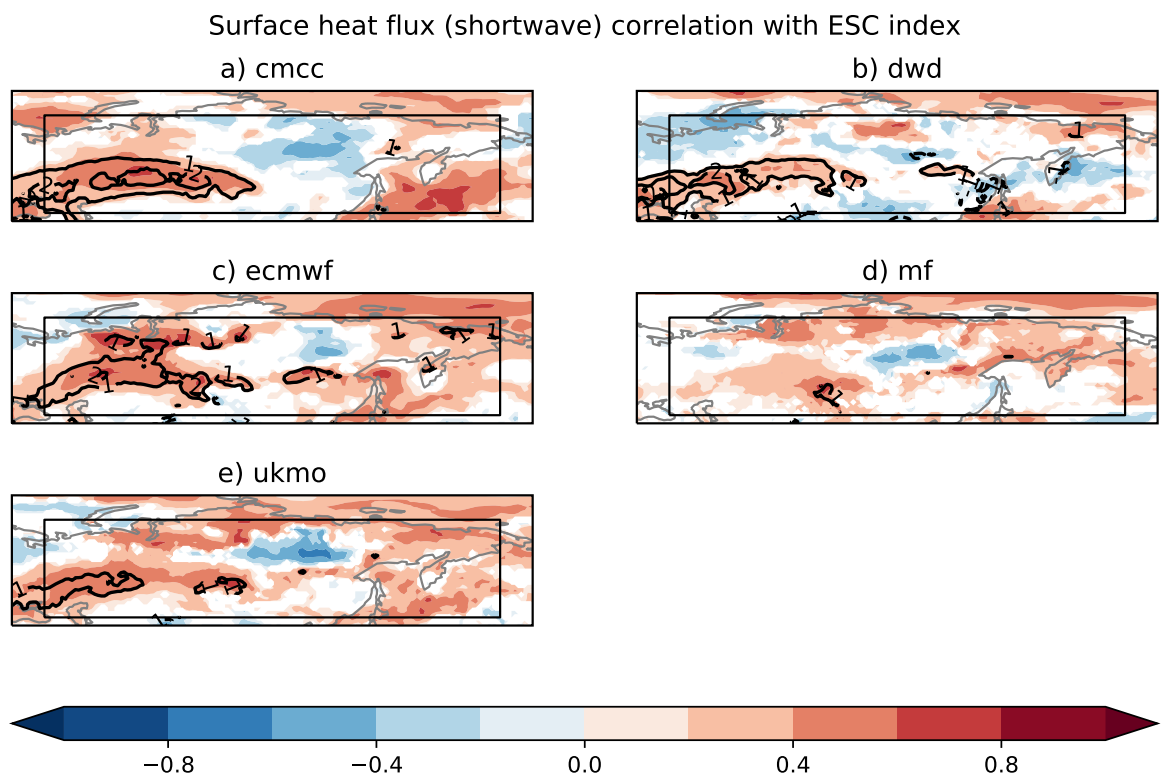 Surface heat flux (shortwave) correlation with ESC index
a) cmcc
b) dwd
c) ecmwf
d) mf
e) ukmo
−0.8
−0.4
0.0
0.4
0.8